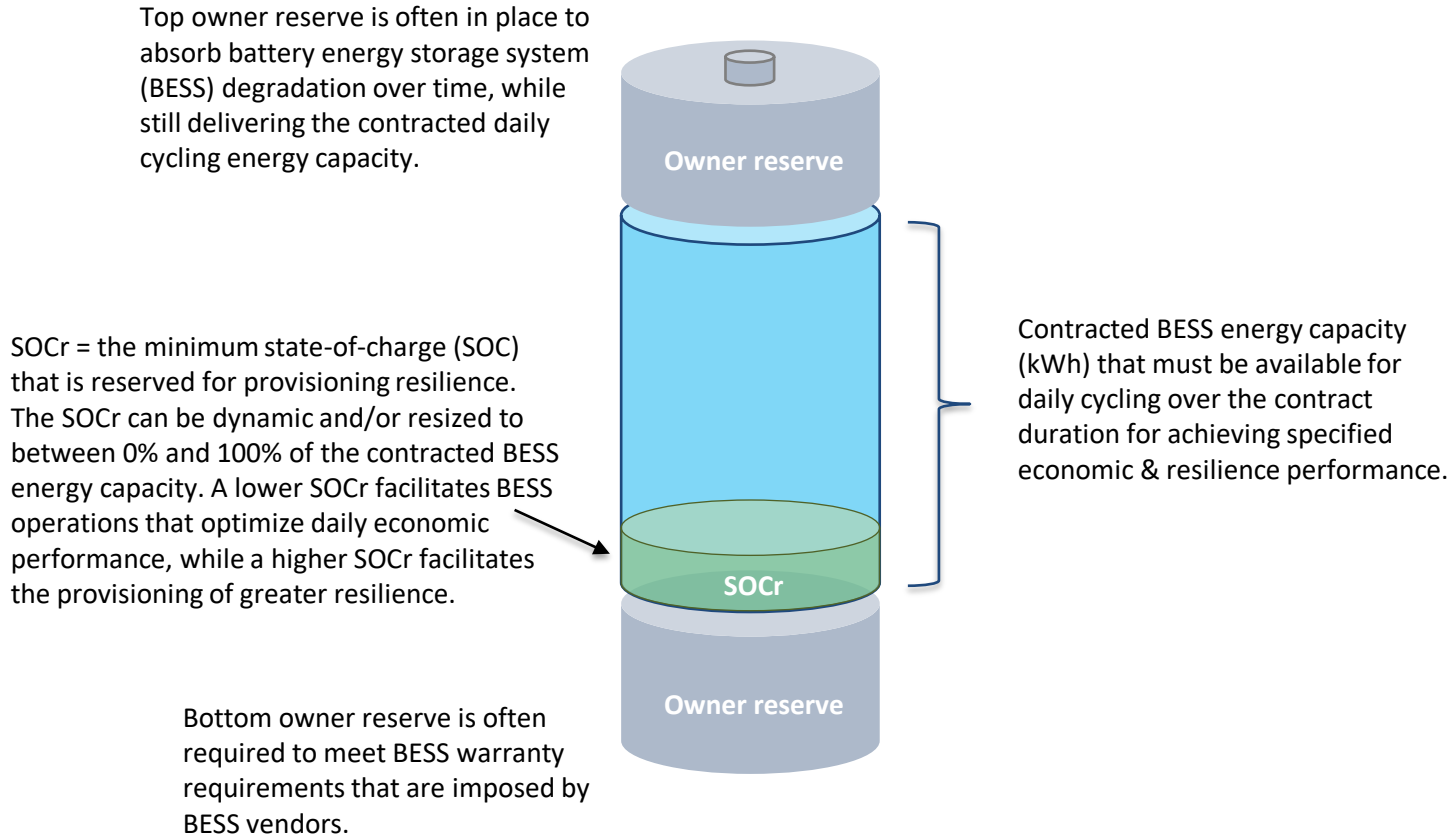 Top owner reserve is often in place to
absorb battery energy storage system
(BESS) degradation over time, while
still delivering the contracted daily
cycling energy capacity.
Owner reserve
SOCr = the minimum state-of-charge (SOC)
that is reserved for provisioning resilience.
The SOCr can be dynamic and/or resized to
between 0% and 100% of the contracted BESS
energy capacity. A lower SOCr facilitates BESS
operations that optimize daily economic
performance, while a higher SOCr facilitates
the provisioning of greater resilience.
Contracted BESS energy capacity
(kWh) that must be available for
daily cycling over the contract
duration for achieving specified
economic & resilience performance.
SOCr
Owner reserve
Bottom owner reserve is often
required to meet BESS warranty
requirements that are imposed by
BESS vendors.